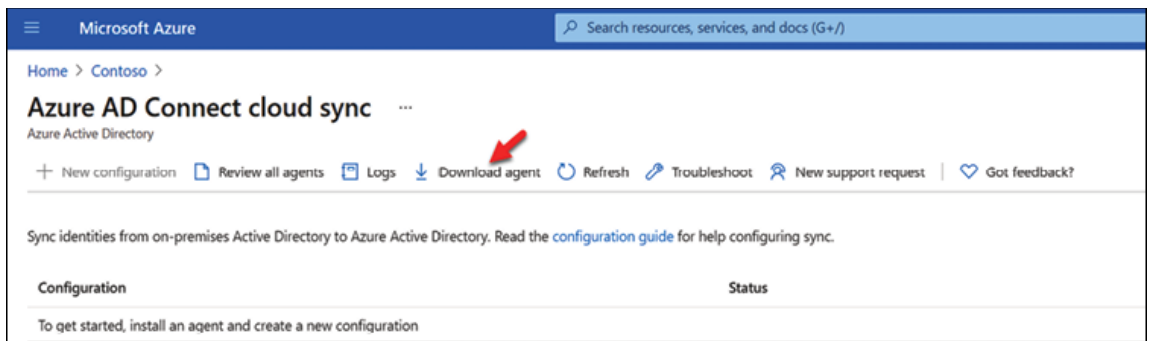 Microsoft Azure
Search resources, services, and docs (G+/)
Home > Contoso >
Azure AD Connect cloud sync ...
Azure Active Directory
+ New configuration Review all agents Logs Download agent Refresh Troubleshoot New support request Got feedback?
Sync identities from on-premises Active Directory to Azure Active Directory. Read the configuration guide for help configuring sync.
Configuration Status
To get started, install an agent and create a new configuration